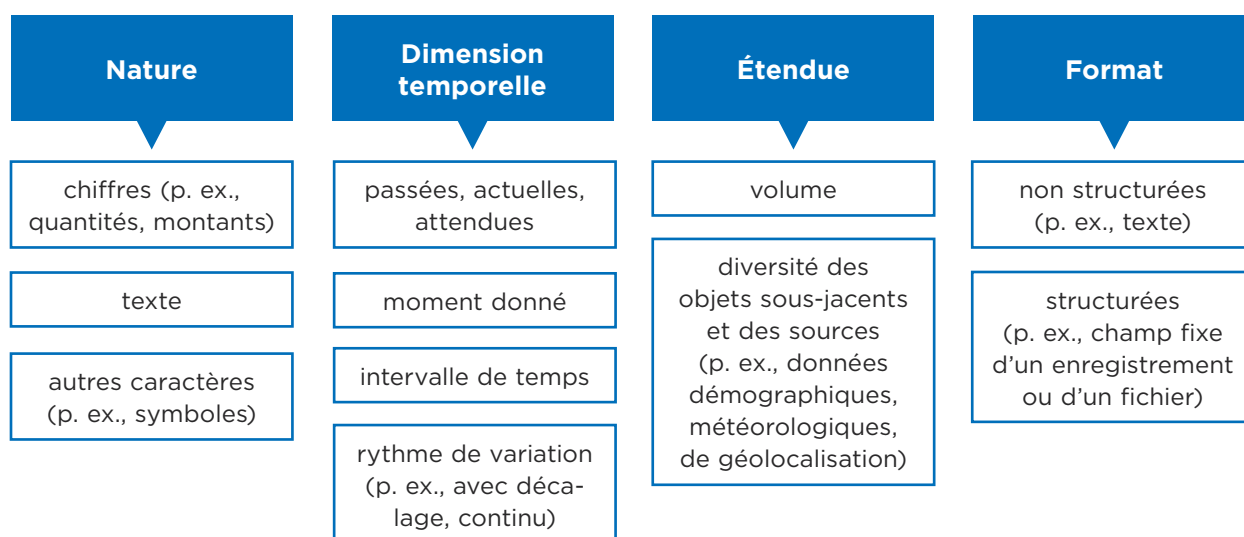 Nature
chiffres (p. ex.,
quantités, montants)
texte
autres caractères
(p. ex., symboles)
Dimension
temporelle
passées, actuelles,
attendues
moment donné
intervalle de temps
rythme de variation
(p. ex., avec déca-
lage, continu)
Étendue
volume
diversité des
objets sous-jacents
et des sources
(p. ex., données
démographiques,
météorologiques,
de géolocalisation)
Format
non structurées
(p. ex., texte)
structurées
(p. ex., champ fixe
d’un enregistrement
ou d’un fichier)